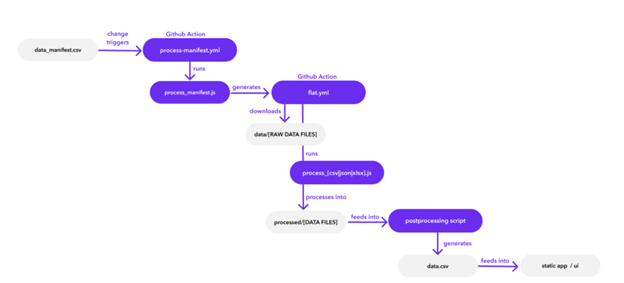 change
triggers
Github Action
data_manifest.csv
process-manifest.yml
runs
Github Action
process_manifest.js
generates
flat.yml
downloads
data/[RAW DATA FILES]
runs
process_[csv|json|xlsx].js
processes into
processed/[DATA FILES]
feeds into
postprocessing script
generates
data.csv
feeds into
static app / ui